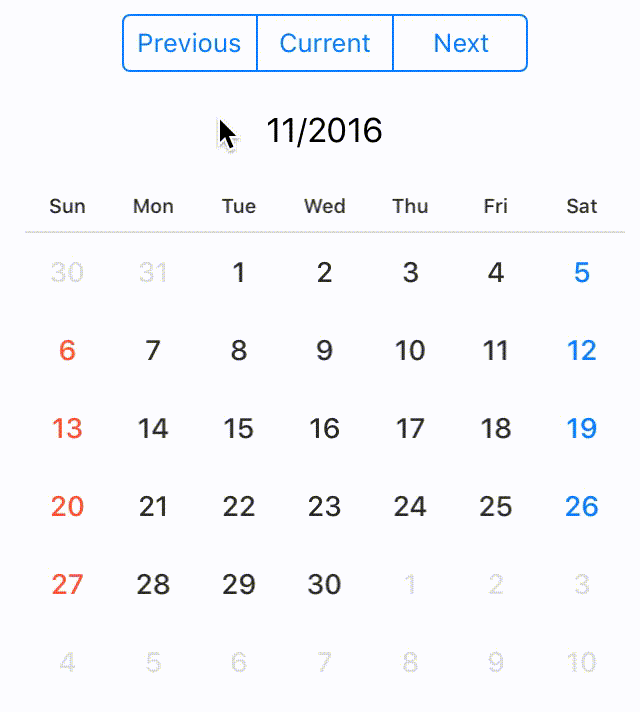 Previous Current Next
11/2016
Sun Mon Tue Wed Thu Fri Sat
30 31 1 2 3 4 5
6 7 8 9 10 11 12
13 14 15 16 17 18 19
20 21 22 23 24 25 26
27 28 29 30 1 2 3
4 5 6 7 8 9 10